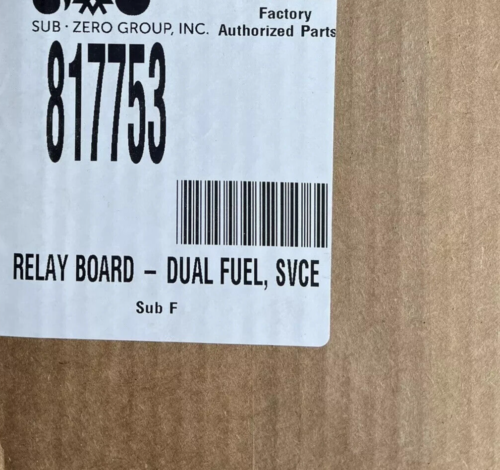 Factory
SUB · ZERO GROUP, INC. Authorized Parts
817753
RELAY BOARD – DUAL FUEL, SVCE
Sub F